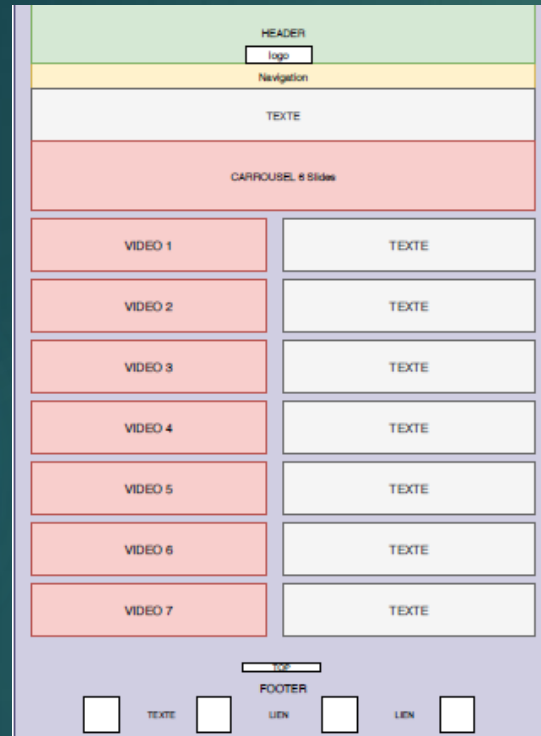 HEADER
logo
Navigation
TEXTE
CARROUSEL 6 Slides
VIDEO 1 TEXTE
VIDEO 2 TEXTE
VIDEO 3 TEXTE
VIDEO 4 TEXTE
VIDEO 5 TEXTE
VIDEO 6 TEXTE
VIDEO 7 TEXTE
TOP
FOOTER
TEXTE LIEN LIEN